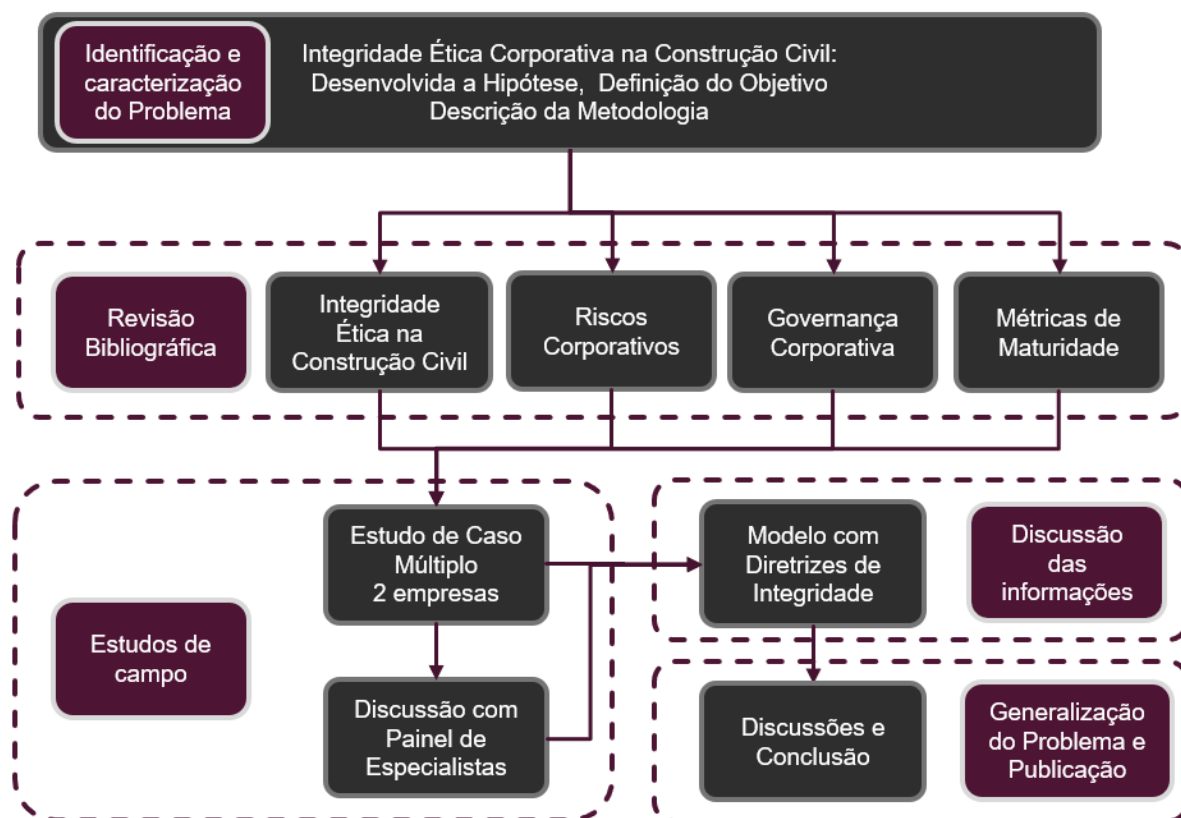 Identificação e
caracterização
do Problema
Integridade Ética Corporativa na Construção Civil:
Desenvolvida a Hipótese, Definição do Objetivo
Descrição da Metodologia
Revisão
Bibliográfica
Integridade
Ética na
Construção Civil
Riscos
Corporativos
Governança
Corporativa
Métricas de
Maturidade
Estudos de
campo
Estudo de Caso
Múltiplo
2 empresas
Discussão com
Painel de
Especialistas
Modelo com
Diretrizes de
Integridade
Discussão
das
informações
Discussões e
Conclusão
Generalização
do Problema e
Publicação